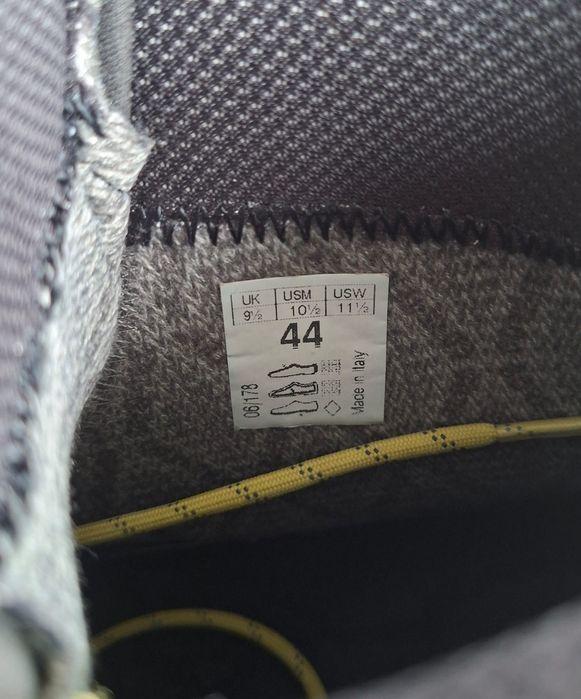 UK USM USW
9½ 10½ 11½
44
06/178
Made in Italy